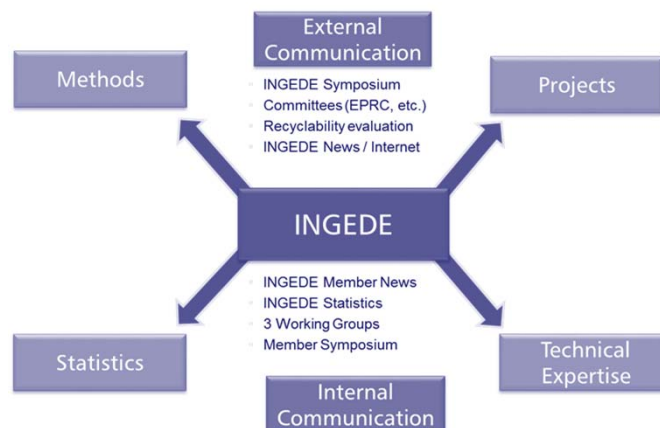 External
Communication
Methods
Projects
INGEDE Symposium
Committees (EPRC, etc.)
Recyclability evaluation
INGEDE News / Internet
INGEDE
INGEDE Member News
INGEDE Statistics
3 Working Groups
Member Symposium
Statistics
Technical
Expertise
Internal
Communication